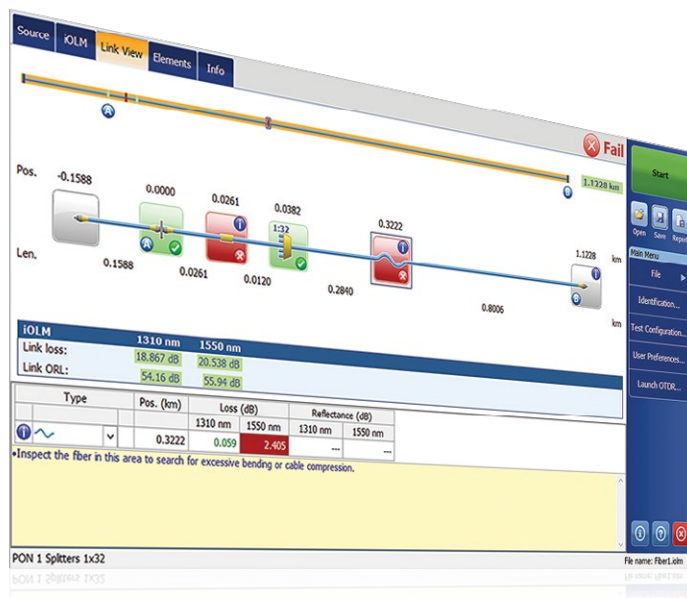 Source iOLM Link View Elements Info
Fail
Start
A
B
1.1228 km
Pos. -0.1588 0.0000 0.0261 0.0382 0.3222 1.1228 km
1:32
A
B
Len. 0.1588 0.0261 0.0120 0.2840 0.8006 km
Open Save Report
Main Menu
File
Identification...
Test Configuration...
User Preferences...
Launch OTDR...
iOLM 1310 nm 1550 nm
Link loss: 18.867 dB 20.538 dB
Link ORL: 54.16 dB 55.94 dB
Type Pos. (km) Loss (dB) Reflectance (dB)
1310 nm 1550 nm 1310 nm 1550 nm
0.3222 0.059 2.405 --- ---
•Inspect the fiber in this area to search for excessive bending or cable compression.
PON 1 Splitters 1x32
File name: Fiber1.iolm